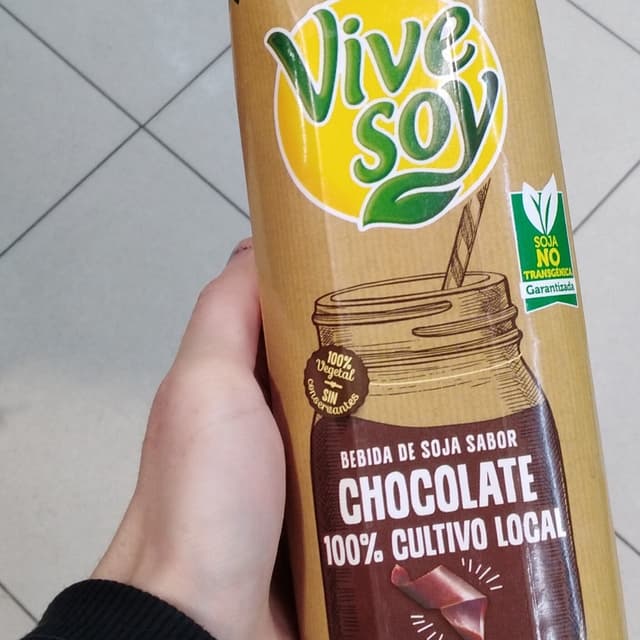 Vive
soy
SOJA
NO
TRANSGÉNICA
Garantizada
100%
Vegetal
SIN
conservantes
BEBIDA DE SOJA SABOR
CHOCOLATE
100% CULTIVO LOCAL